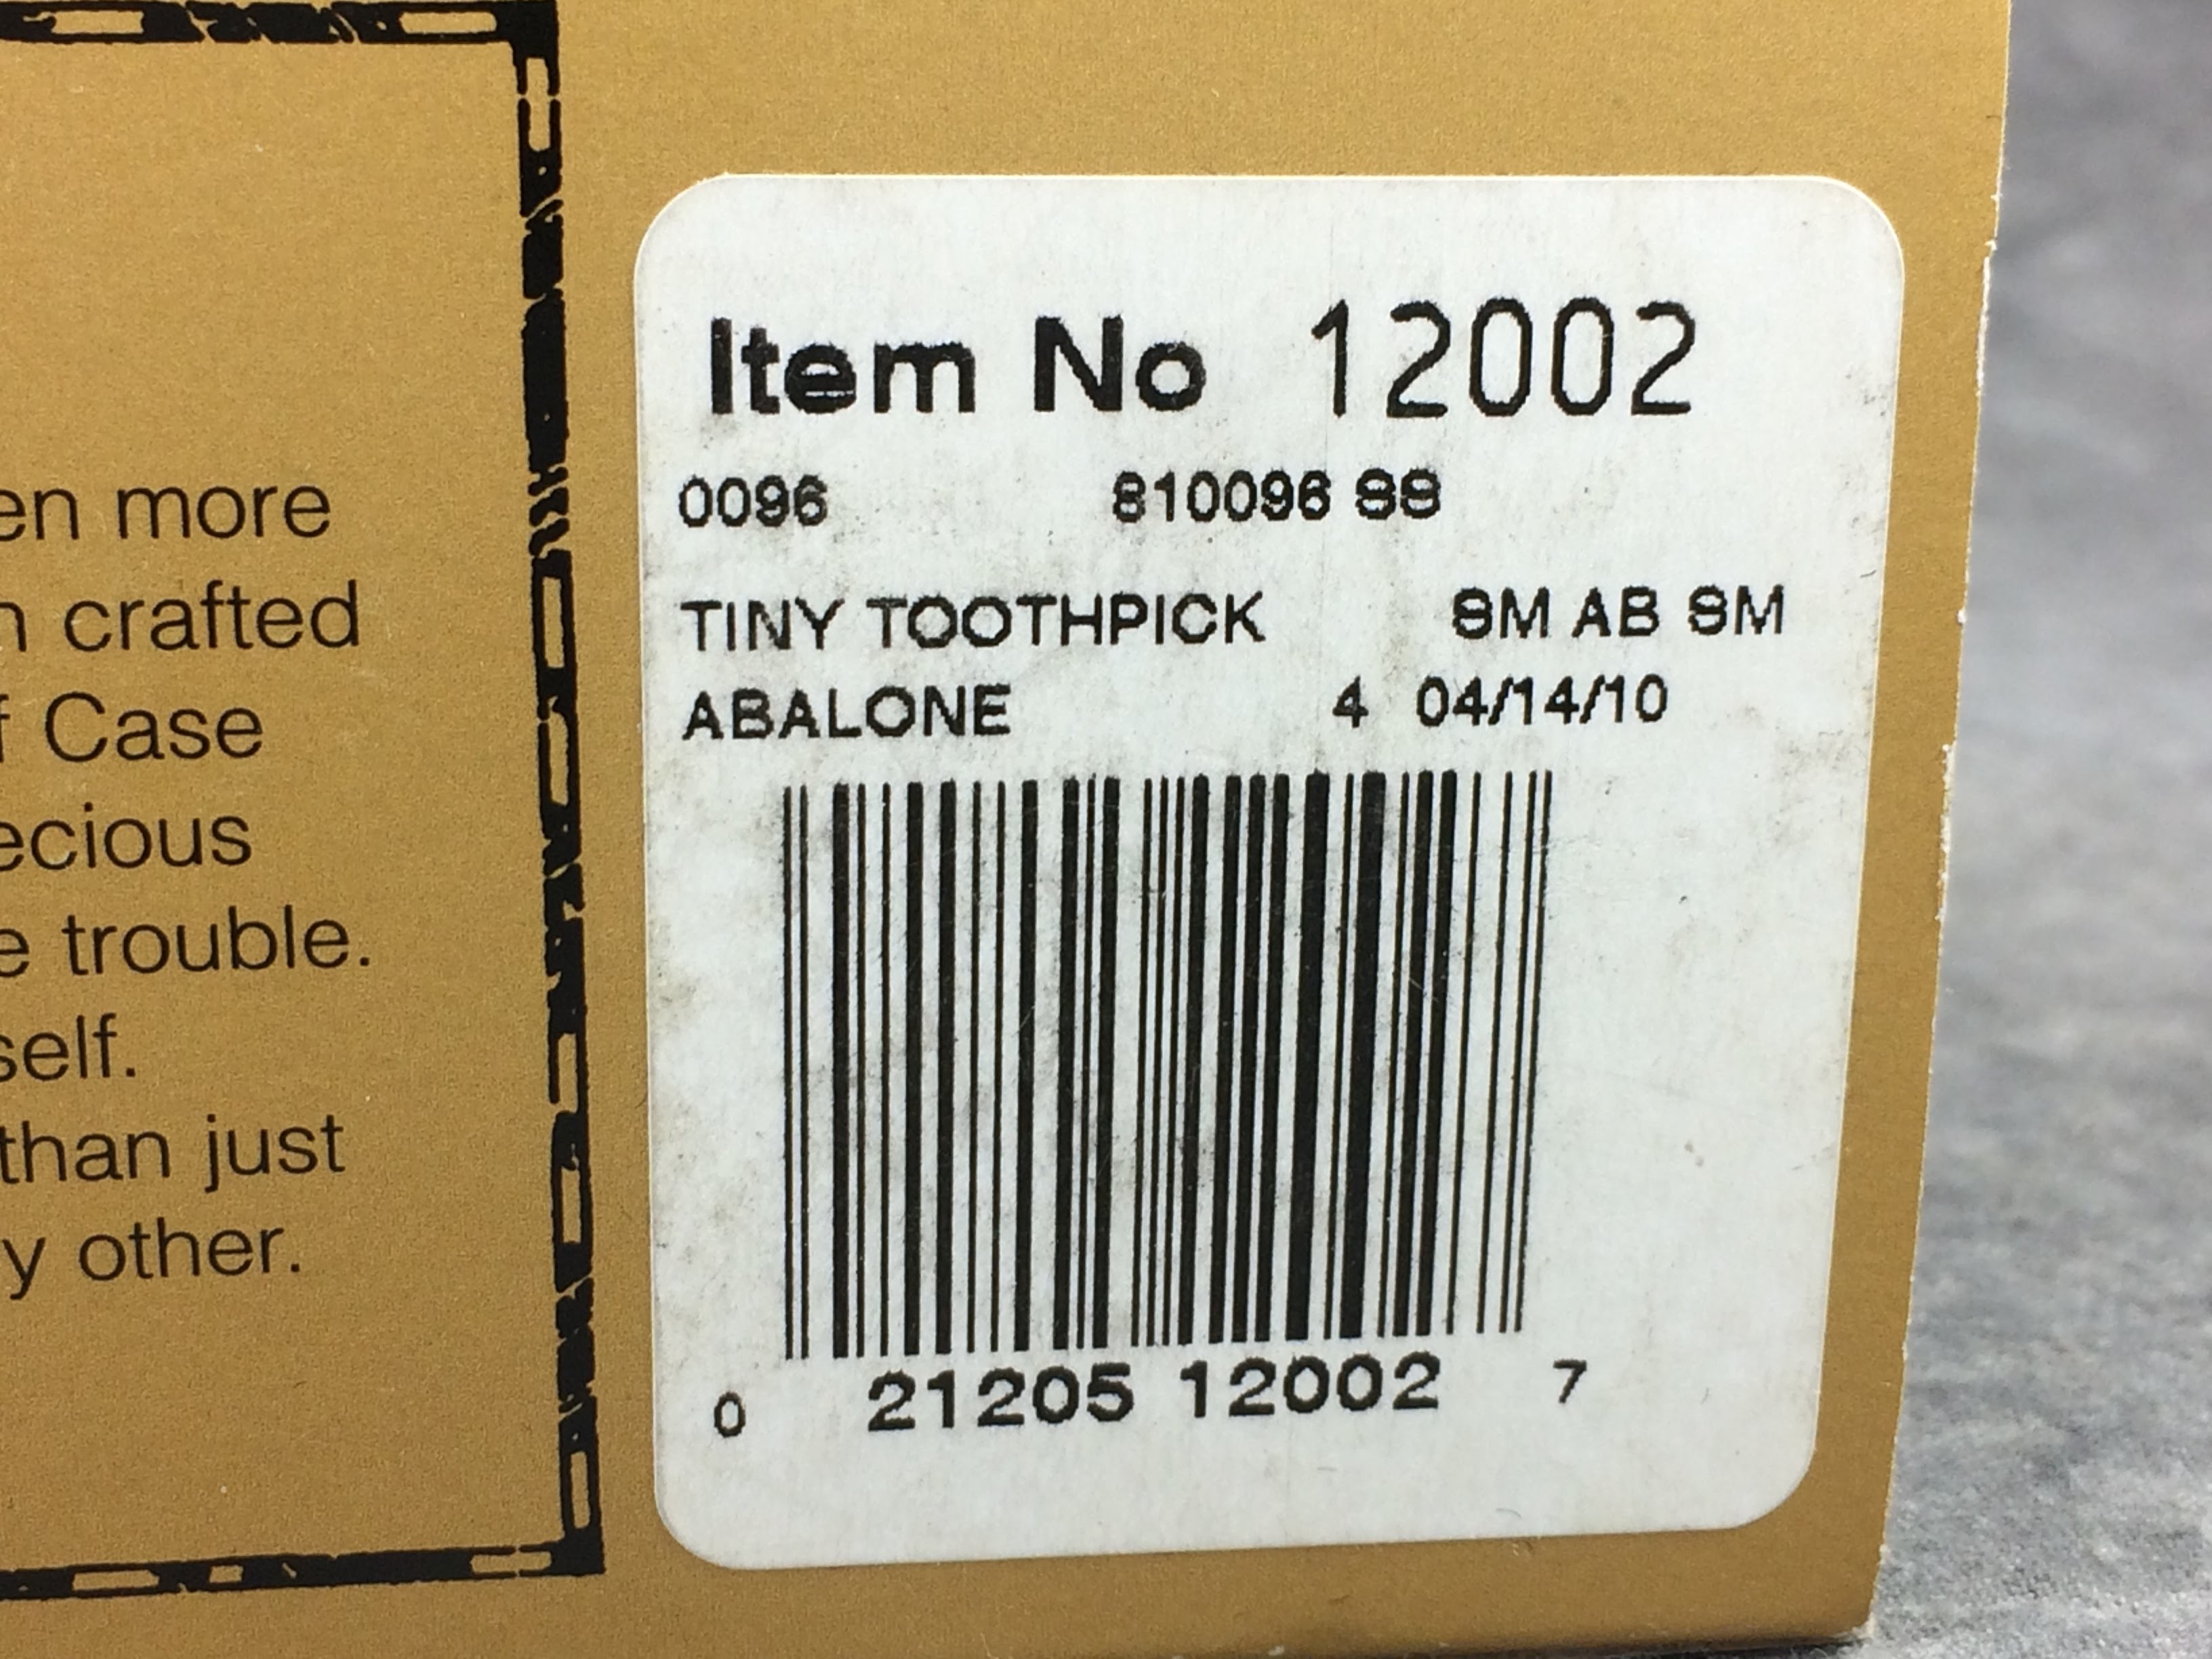 en more
crafted
f Case
ecious
e trouble.
self.
than just
y other.
Item No 12002
0096 810096 SS
TINY TOOTHPICK SM AB SM
ABALONE 4 04/14/10
0 21205 12002 7